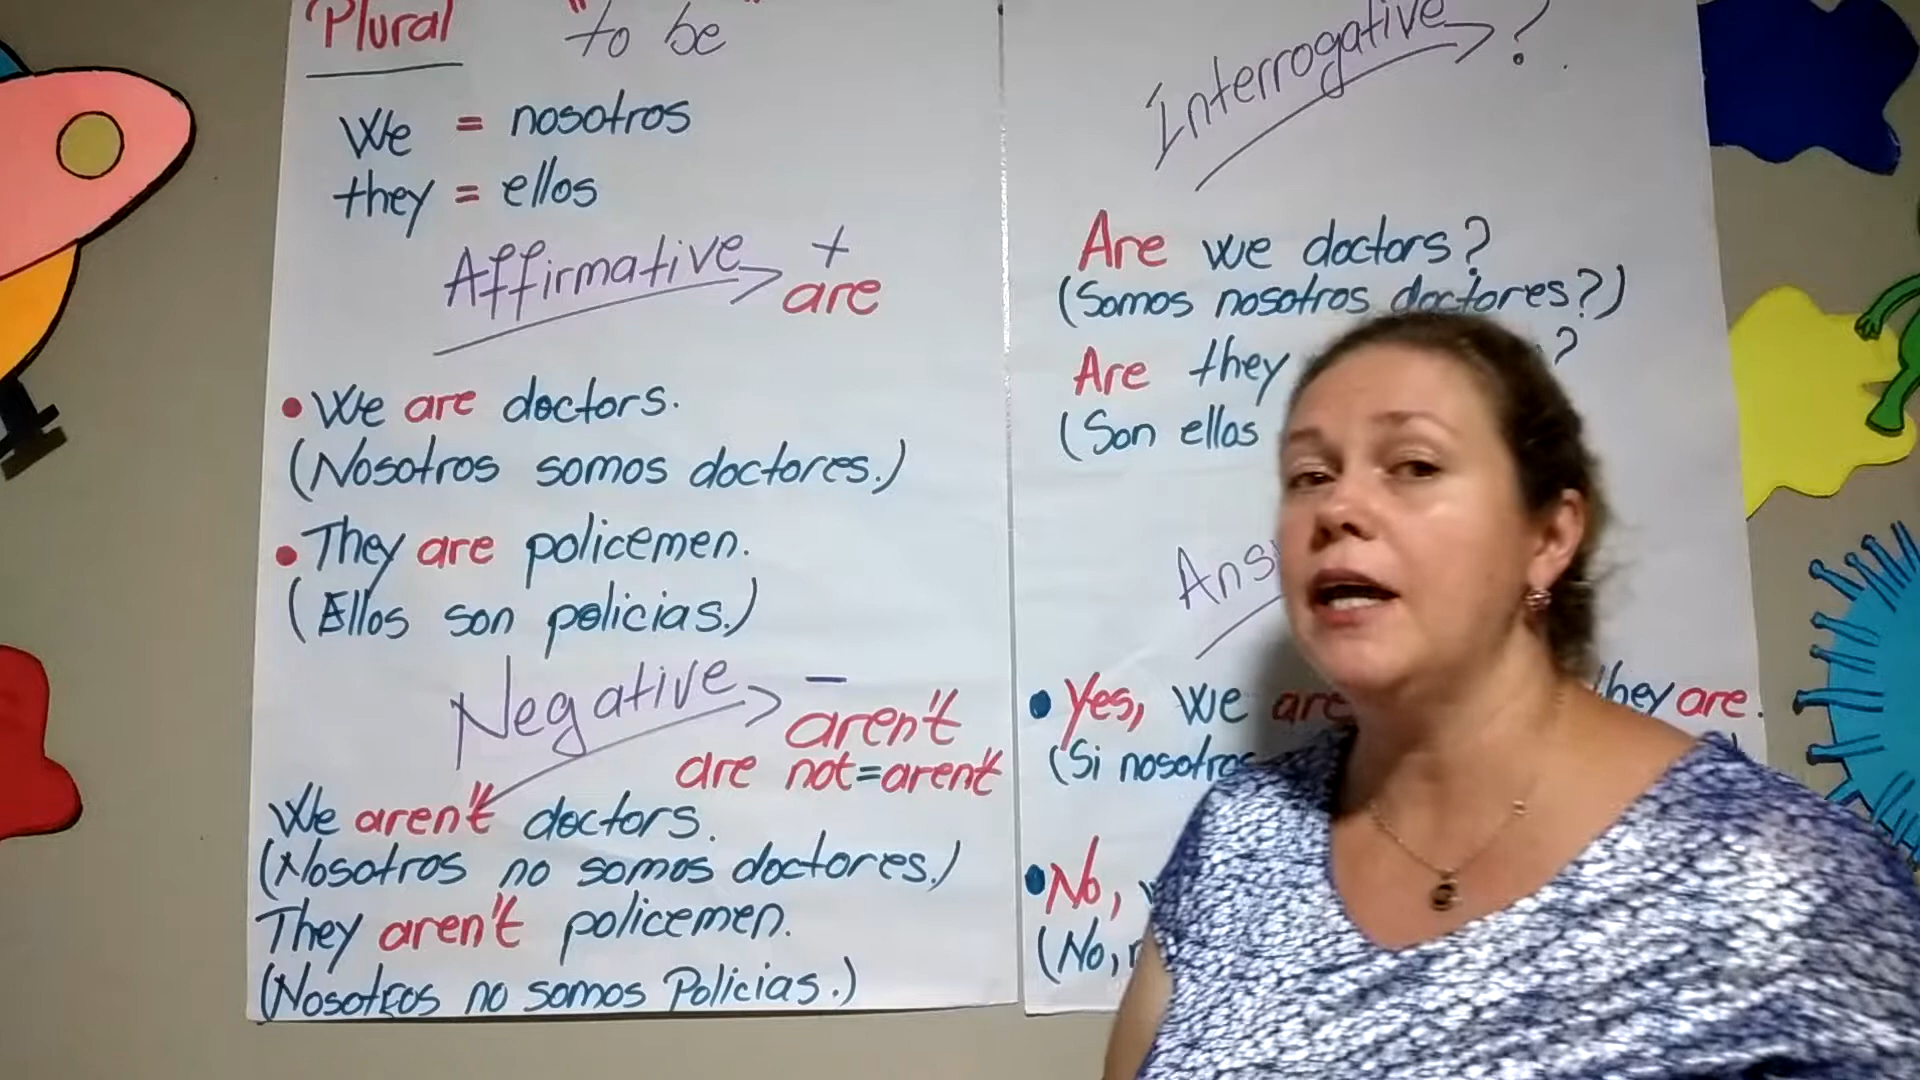 Plural "to be"
We = nosotros
they = ellos
Affirmative → +
are
• We are doctors.
(Nosotros somos doctores.)
• They are policemen.
(Ellos son policias.)
Negative → -
aren't
are not=aren't
We aren't doctors.
(Nosotros no somos doctores.)
They aren't policemen.
(Nosotros no somos Policias.)
Interrogative → ?
Are we doctors?
(Somos nosotros doctores?)
Are they ?
(Son ellos
• Yes, we are they are.
(Si nosotros
• No,
(No,